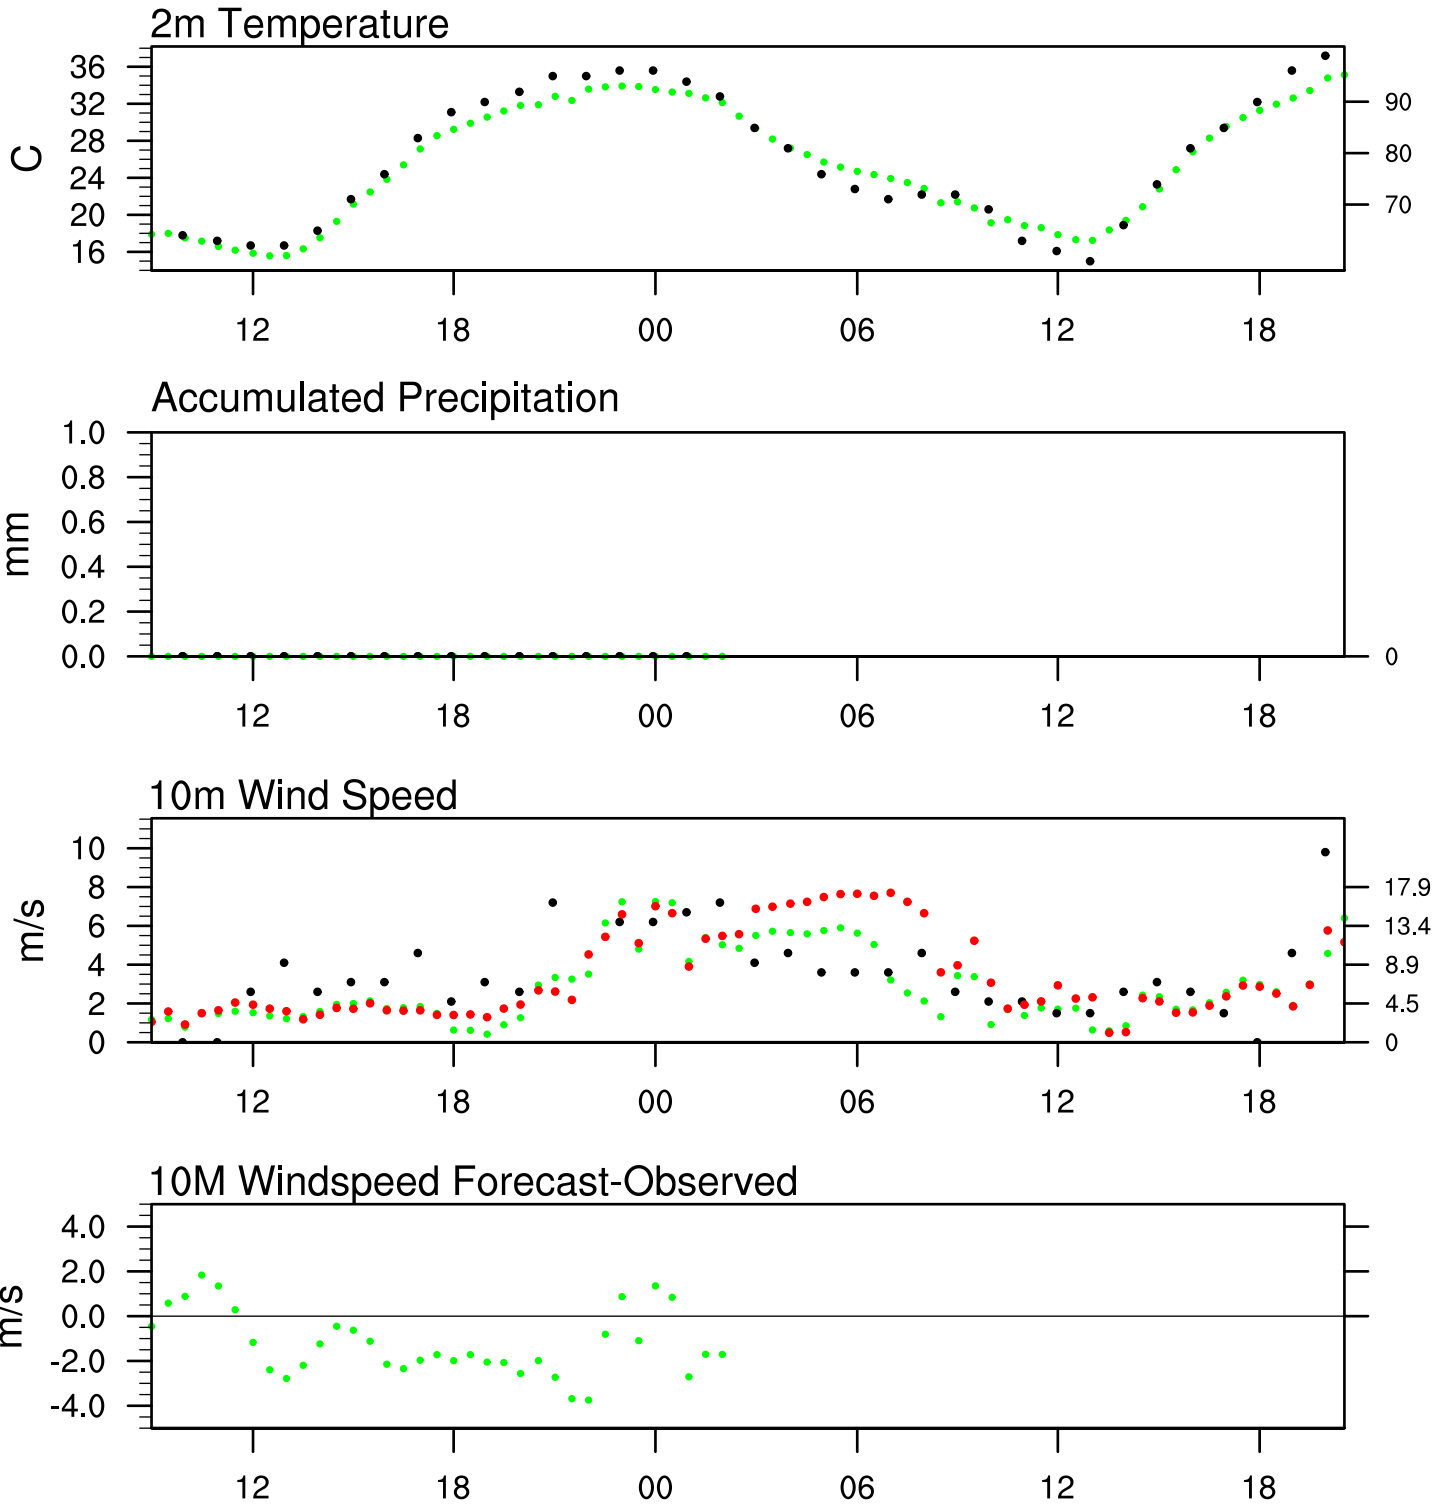 2m Temperature
36
32
28
24
20
16
C
90
80
70
12 18 00 06 12 18
Accumulated Precipitation
1.0
0.8
0.6
0.4
0.2
0.0
mm
0
12 18 00 06 12 18
10m Wind Speed
10
8
6
4
2
0
m/s
17.9
13.4
8.9
4.5
0
12 18 00 06 12 18
10M Windspeed Forecast-Observed
4.0
2.0
0.0
-2.0
-4.0
m/s
12 18 00 06 12 18